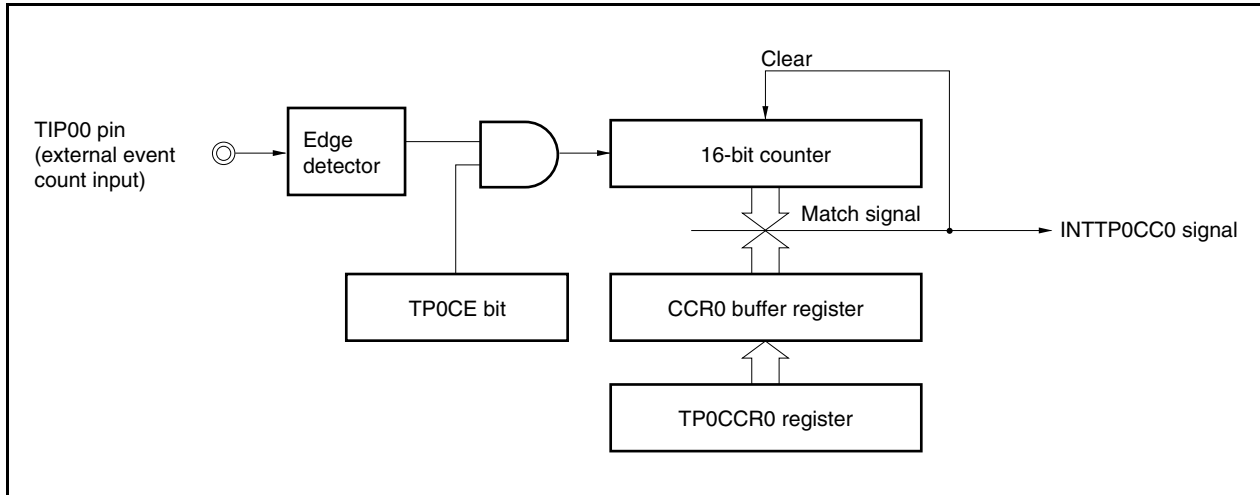 Clear
TIP00 pin
(external event
count input)
Edge
detector
16-bit counter
Match signal
INTTP0CC0 signal
TP0CE bit
CCR0 buffer register
TP0CCR0 register